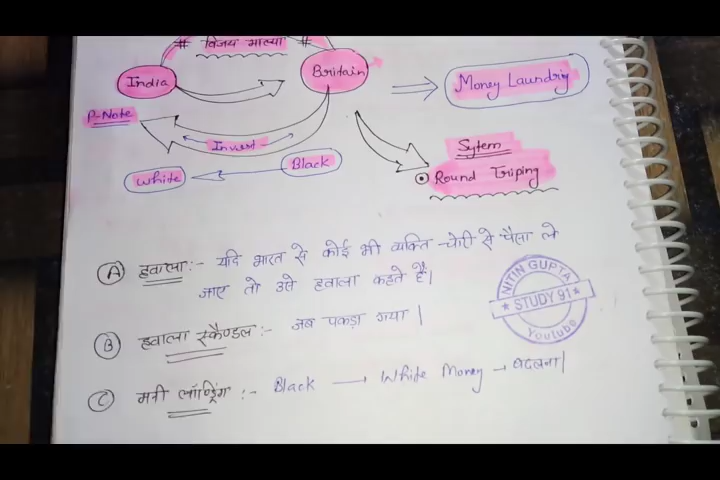 # विजय माल्या #
India
Britain
Money Laundriy
P-Note
Invest
Sytem
Black
White
Round Triping
A हवाला :- यदि भारत से कोई भी व्यक्ति चोरी से पैसा ले
जाए तो उसे हवाला कहते हैं।
B हवाला स्कैण्डल :- जब पकड़ा गया।
C मनी लॉण्ड्रिंग :- Black → White Money → बदलना।
NITIN GUPTA
* STUDY 91 *
Youtube